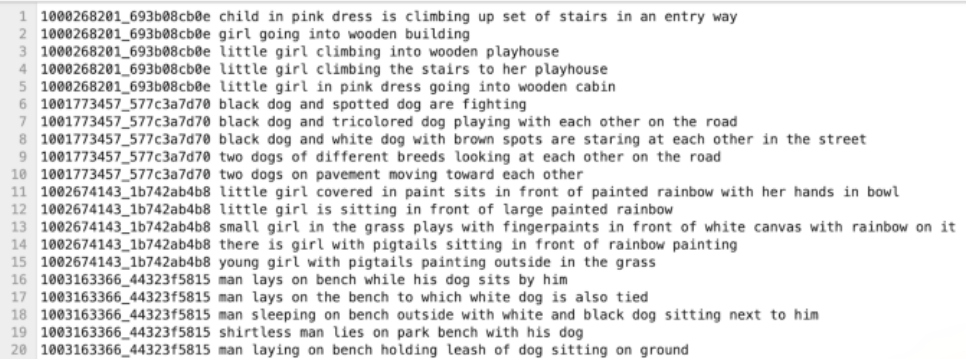 1 1000268201_693b08cb0e child in pink dress is climbing up set of stairs in an entry way
2 1000268201_693b08cb0e girl going into wooden building
3 1000268201_693b08cb0e little girl climbing into wooden playhouse
4 1000268201_693b08cb0e little girl climbing the stairs to her playhouse
5 1000268201_693b08cb0e little girl in pink dress going into wooden cabin
6 1001773457_577c3a7d70 black dog and spotted dog are fighting
7 1001773457_577c3a7d70 black dog and tricolored dog playing with each other on the road
8 1001773457_577c3a7d70 black dog and white dog with brown spots are staring at each other in the street
9 1001773457_577c3a7d70 two dogs of different breeds looking at each other on the road
10 1001773457_577c3a7d70 two dogs on pavement moving toward each other
11 1002674143_1b742ab4b8 little girl covered in paint sits in front of painted rainbow with her hands in bowl
12 1002674143_1b742ab4b8 little girl is sitting in front of large painted rainbow
13 1002674143_1b742ab4b8 small girl in the grass plays with fingerpaints in front of white canvas with rainbow on it
14 1002674143_1b742ab4b8 there is girl with pigtails sitting in front of rainbow painting
15 1002674143_1b742ab4b8 young girl with pigtails painting outside in the grass
16 1003163366_44323f5815 man lays on bench while his dog sits by him
17 1003163366_44323f5815 man lays on the bench to which white dog is also tied
18 1003163366_44323f5815 man sleeping on bench outside with white and black dog sitting next to him
19 1003163366_44323f5815 shirtless man lies on park bench with his dog
20 1003163366_44323f5815 man laying on bench holding leash of dog sitting on ground